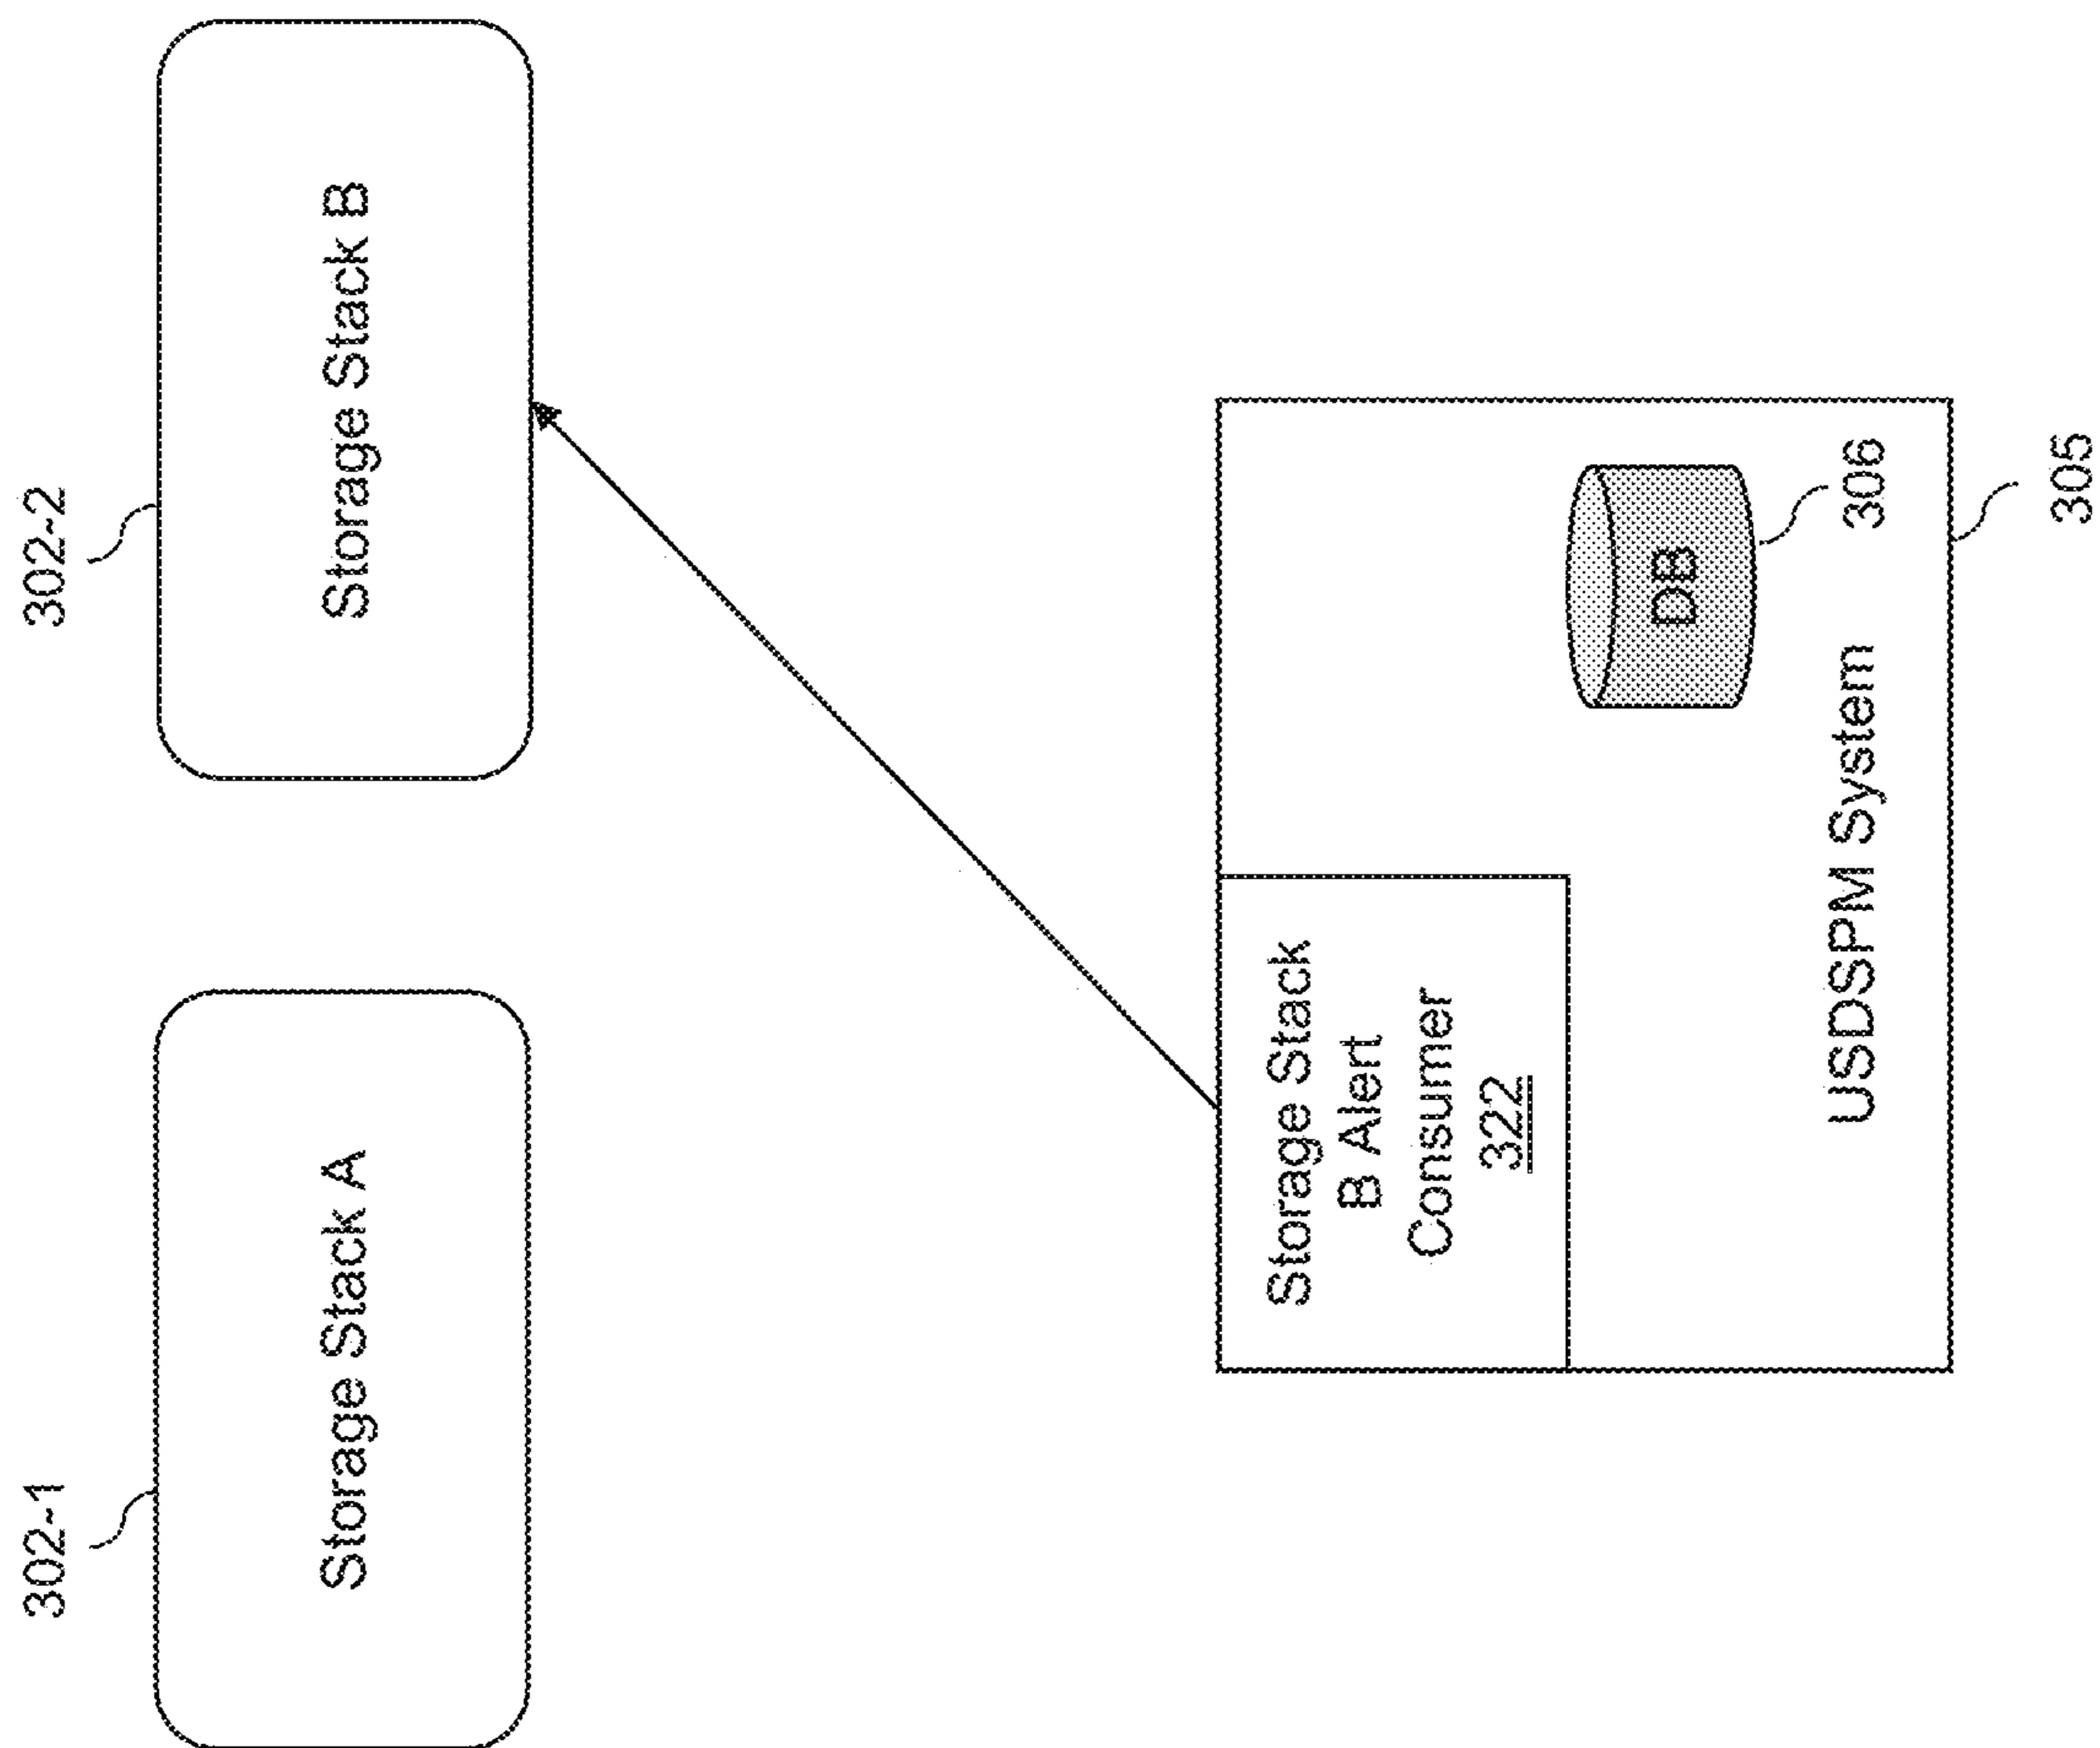 302-1
302-2
Storage Stack A
Storage Stack B
Storage Stack
B Alert
Consumer
322
DB
306
USDSPM System
305